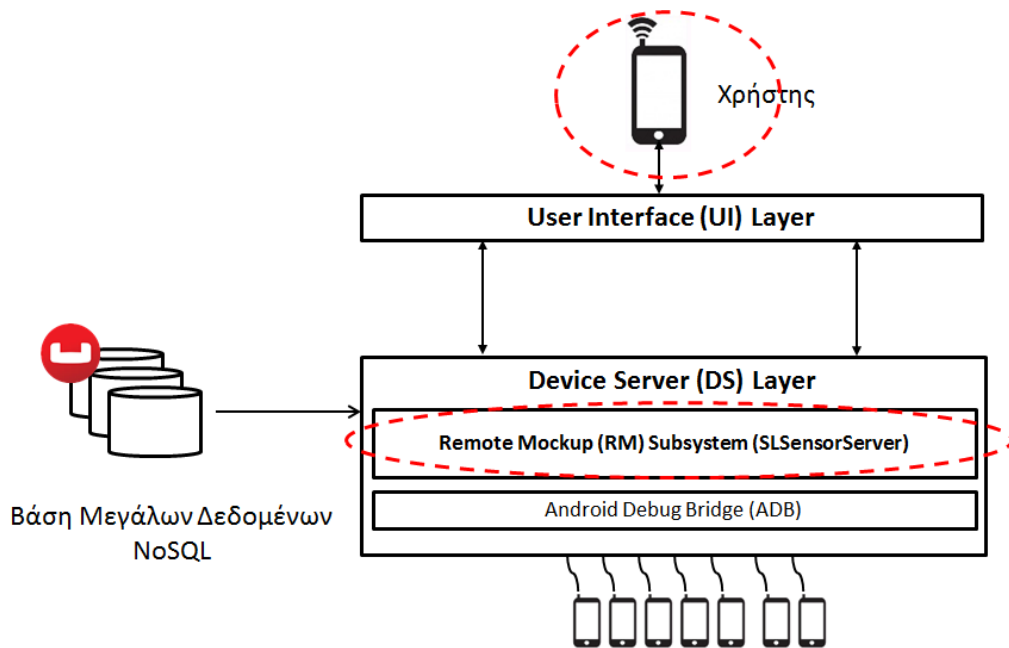 Χρήστης
User Interface (UI) Layer
Device Server (DS) Layer
Remote Mockup (RM) Subsystem (SLSensorServer)
Android Debug Bridge (ADB)
Βάση Μεγάλων Δεδομένων
NoSQL